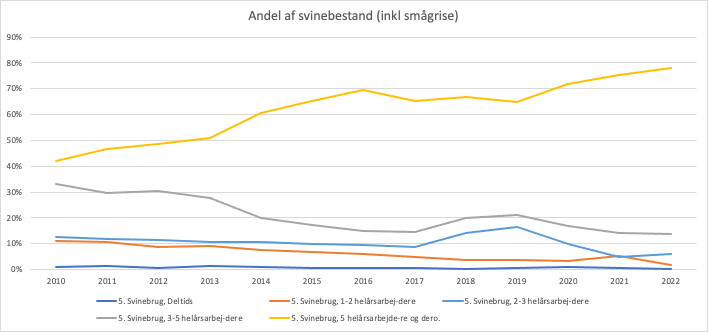 Andel af svinebestand (inkl smågrise)
90%
80%
70%
60%
50%
40%
30%
20%
10%
0%
2010 2011 2012 2013 2014 2015 2016 2017 2018 2019 2020 2021 2022
5. Svinebrug, Deltids 5. Svinebrug, 1-2 helårsarbej-dere 5. Svinebrug, 2-3 helårsarbej-dere
5. Svinebrug, 3-5 helårsarbej-dere 5. Svinebrug, 5 helårsarbejde-re og dero.